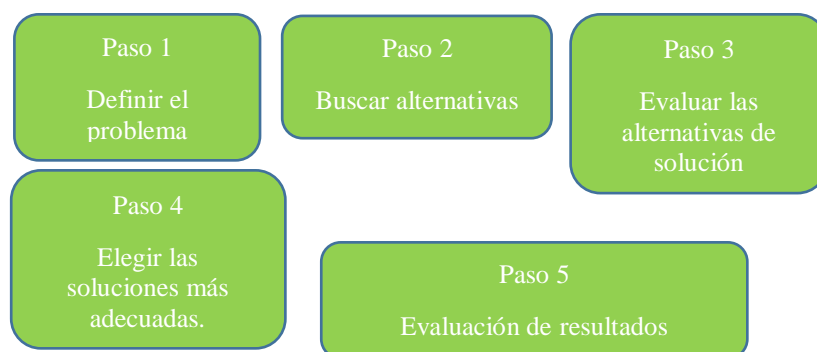 Paso 1
Definir el
problema
Paso 2
Buscar alternativas
Paso 3
Evaluar las
alternativas de
solución
Paso 4
Elegir las
soluciones más
adecuadas.
Paso 5
Evaluación de resultados